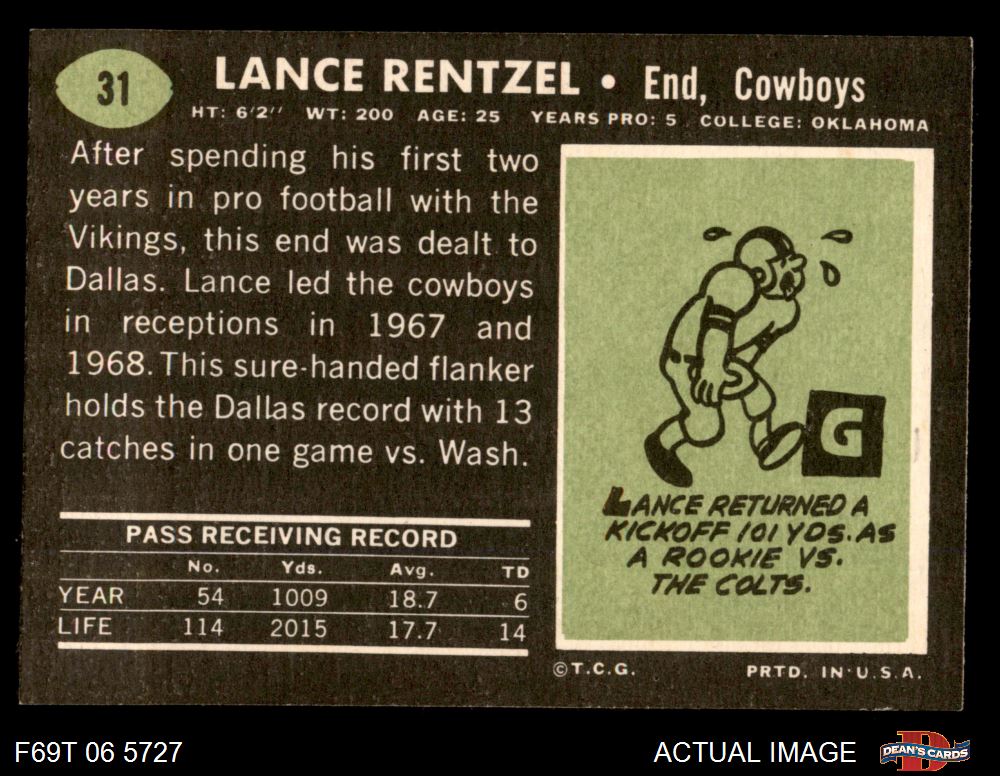 31
LANCE RENTZEL • End, Cowboys
HT: 6'2'' WT: 200 AGE: 25 YEARS PRO: 5 COLLEGE: OKLAHOMA
After spending his first two
years in pro football with the
Vikings, this end was dealt to
Dallas. Lance led the cowboys
in receptions in 1967 and
1968. This sure-handed flanker
holds the Dallas record with 13
catches in one game vs. Wash.
PASS RECEIVING RECORD
No. Yds. Avg. TD
YEAR 54 1009 18.7 6
LIFE 114 2015 17.7 14
G
LANCE RETURNED A
KICKOFF 101 YDS. AS
A ROOKIE VS.
THE COLTS.
©T.C.G. PRTD. IN U.S.A.
F69T 06 5727 ACTUAL IMAGE
D
DEAN'S CARDS